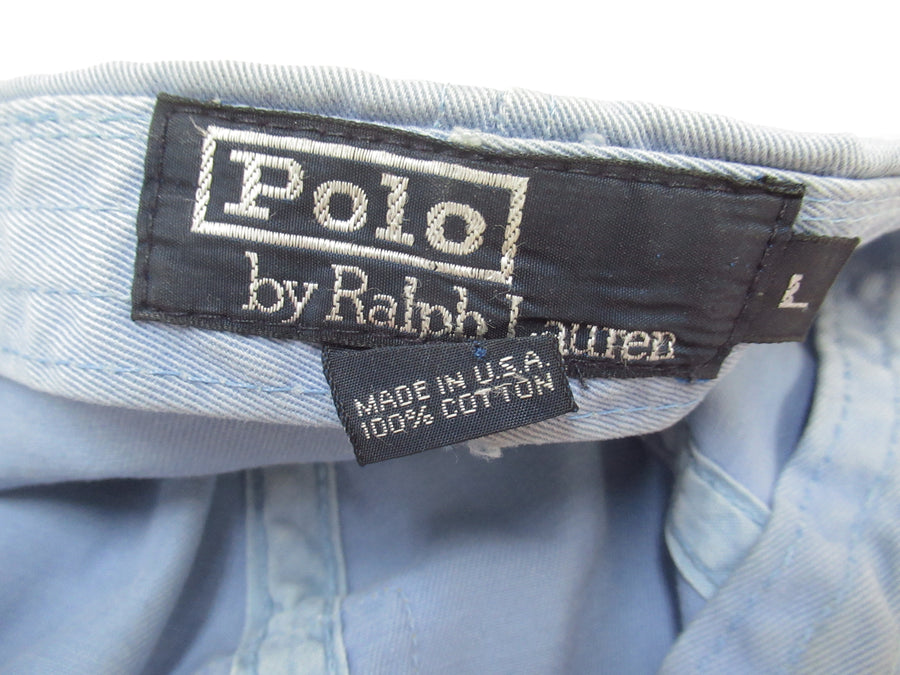 Polo
by Ralph Lauren
L
MADE IN U.S.A.
100% COTTON